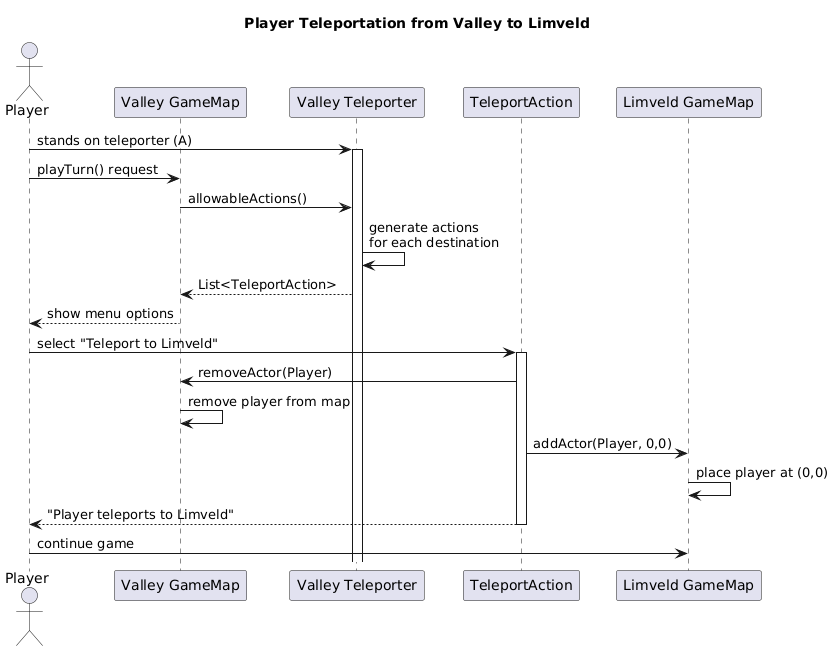 Player Teleportation from Valley to Limveld
Player
Valley GameMap
Valley Teleporter
TeleportAction
Limveld GameMap
stands on teleporter (A)
playTurn() request
allowableActions()
generate actions
for each destination
List<TeleportAction>
show menu options
select "Teleport to Limveld"
removeActor(Player)
remove player from map
addActor(Player, 0,0)
place player at (0,0)
"Player teleports to Limveld"
continue game
Player
Valley GameMap
Valley Teleporter
TeleportAction
Limveld GameMap